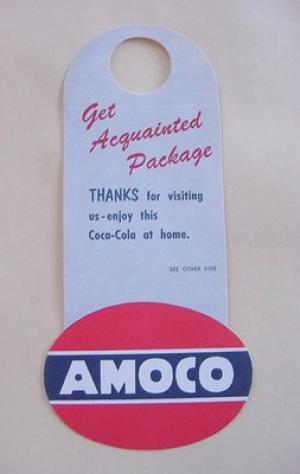 Get
Acquainted
Package
THANKS for visiting
us-enjoy this
Coca-Cola at home.
SEE OTHER SIDE
AMOCO